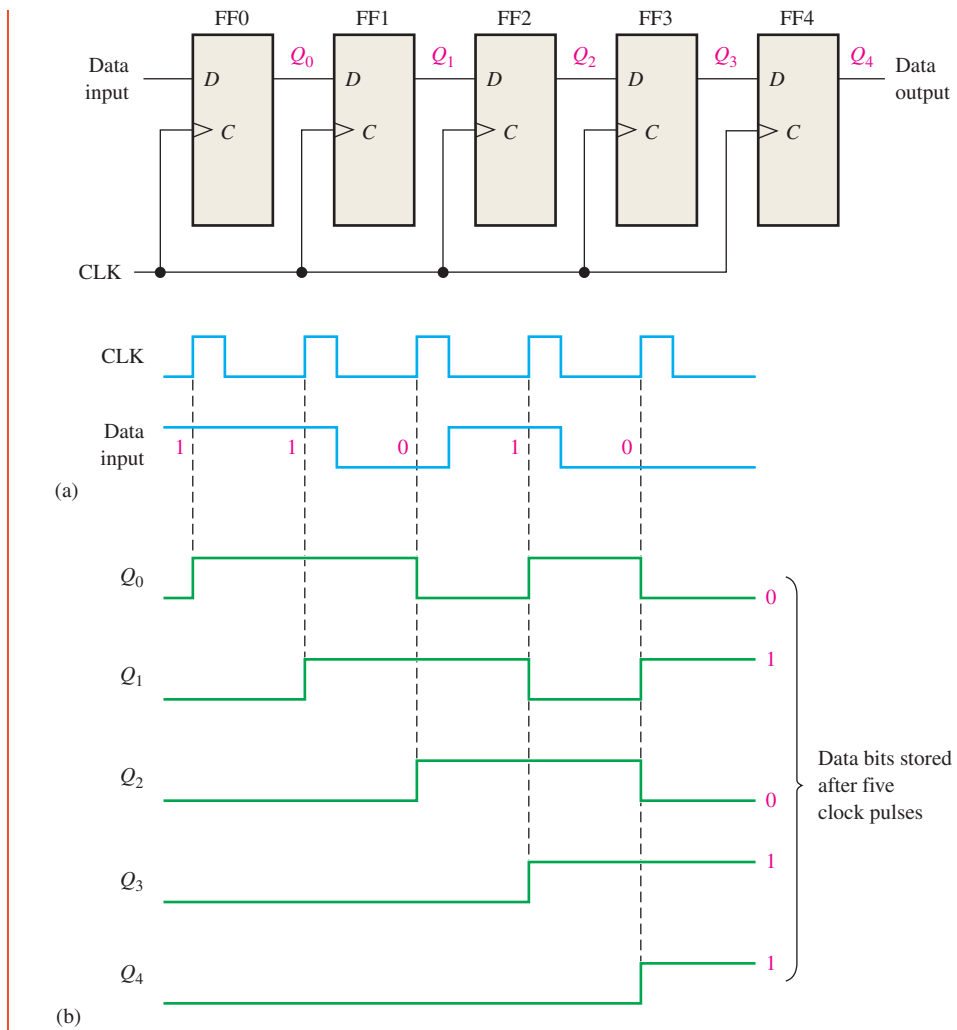 FF0 FF1 FF2 FF3 FF4
Data input Q0 Q1 Q2 Q3 Q4 Data output
D D D D D
C C C C C
CLK
CLK
Data input 1 1 0 1 0
(a)
Q0 0
Q1 1
Q2 0
Data bits stored
after five
clock pulses
Q3 1
Q4 1
(b)